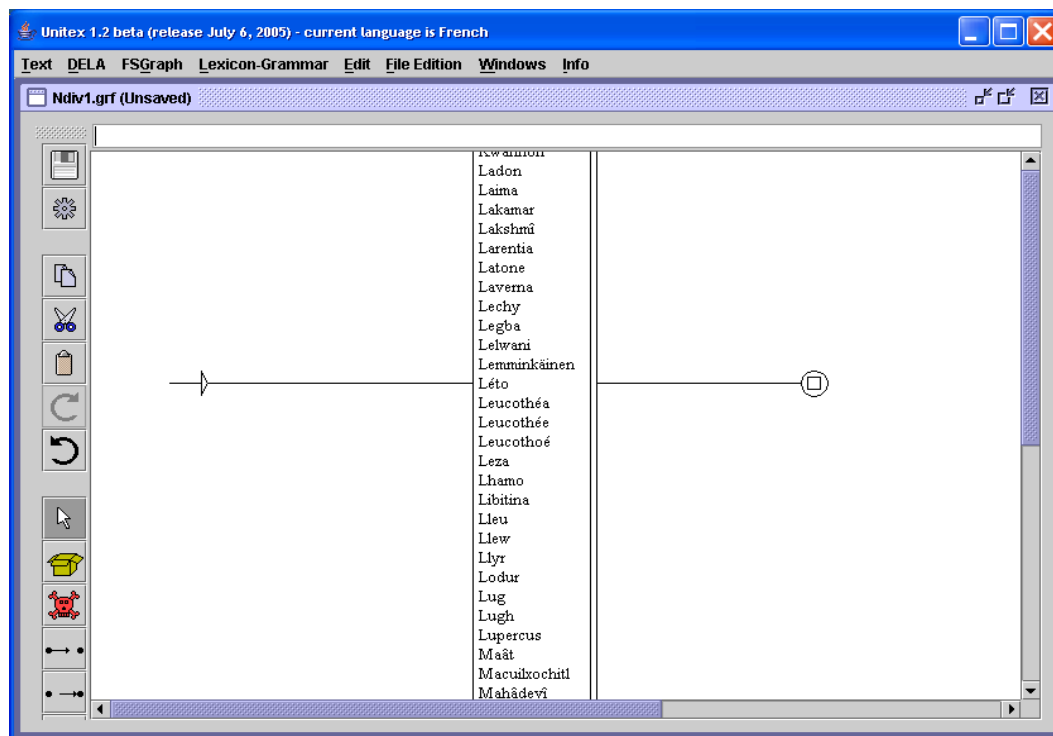 Unitex 1.2 beta (release July 6, 2005) - current language is French
Text DELA FSGraph Lexicon-Grammar Edit File Edition Windows Info
Ndiv1.grf (Unsaved)
Kwannon
Ladon
Laima
Lakamar
Lakshmî
Larentia
Latone
Laverna
Lechy
Legba
Lelwani
Lemminkäinen
Léto
Leucothéa
Leucothée
Leucothoé
Leza
Lhamo
Libitina
Lleu
Llew
Llyr
Lodur
Lug
Lugh
Lupercus
Maât
Macuilxochitl
Mahâdevî